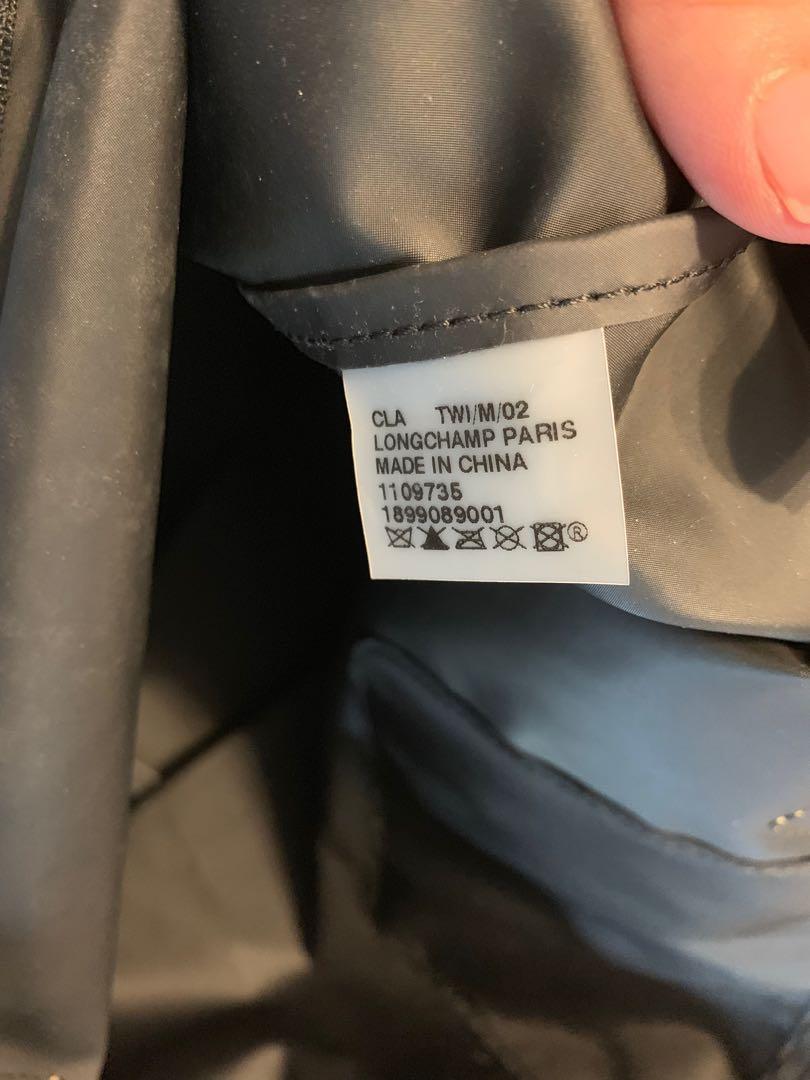 CLA TWI/M/02
LONGCHAMP PARIS
MADE IN CHINA
1109735
1899089001
®